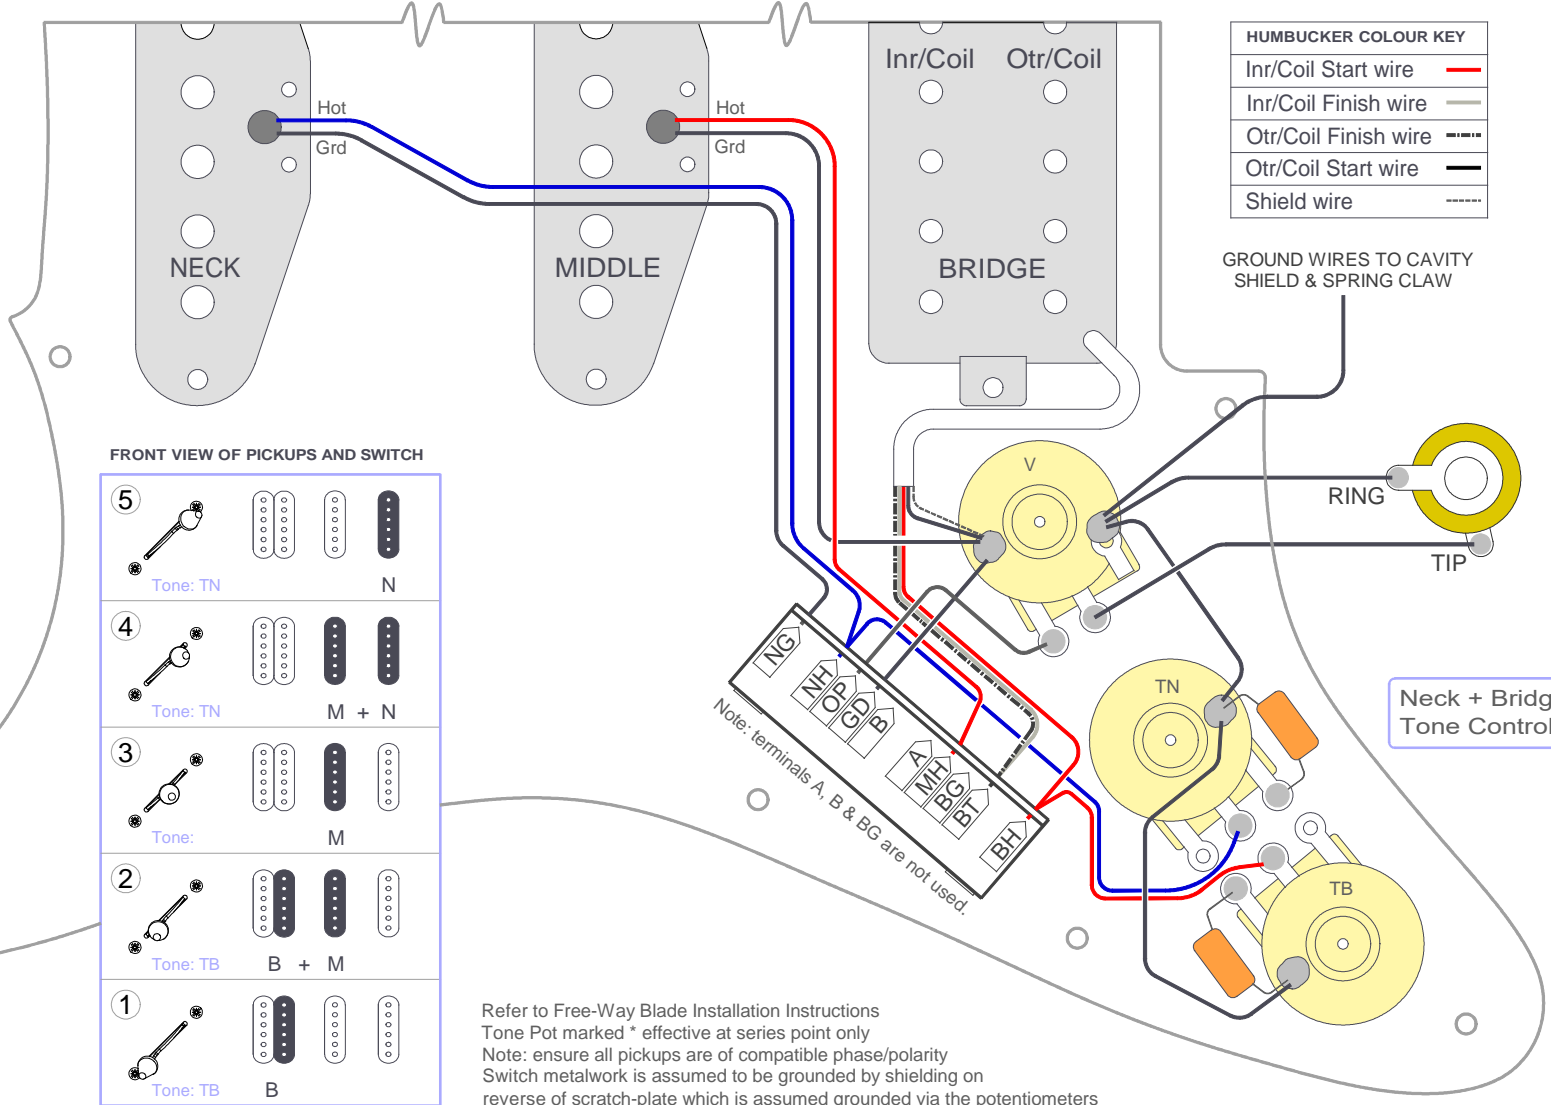 Inr/Coil Otr/Coil
Hot
Grd
Hot
Grd
NECK
MIDDLE
BRIDGE
HUMBUCKER COLOUR KEY
Inr/Coil Start wire
Inr/Coil Finish wire
Otr/Coil Finish wire
Otr/Coil Start wire
Shield wire
GROUND WIRES TO CAVITY
SHIELD & SPRING CLAW
V
RING
TIP
TN
TB
Neck + Bridg
Tone Control
NG
NH
OP
GD
B
A
MH
BG
BT
BH
Note: terminals A, B & BG are not used.
FRONT VIEW OF PICKUPS AND SWITCH
5
Tone: TN
N
4
Tone: TN
M + N
3
Tone:
M
2
Tone: TB
B + M
1
Tone: TB
B
Refer to Free-Way Blade Installation Instructions
Tone Pot marked * effective at series point only
Note: ensure all pickups are of compatible phase/polarity
Switch metalwork is assumed to be grounded by shielding on
reverse of scratch-plate which is assumed grounded via the potentiometers